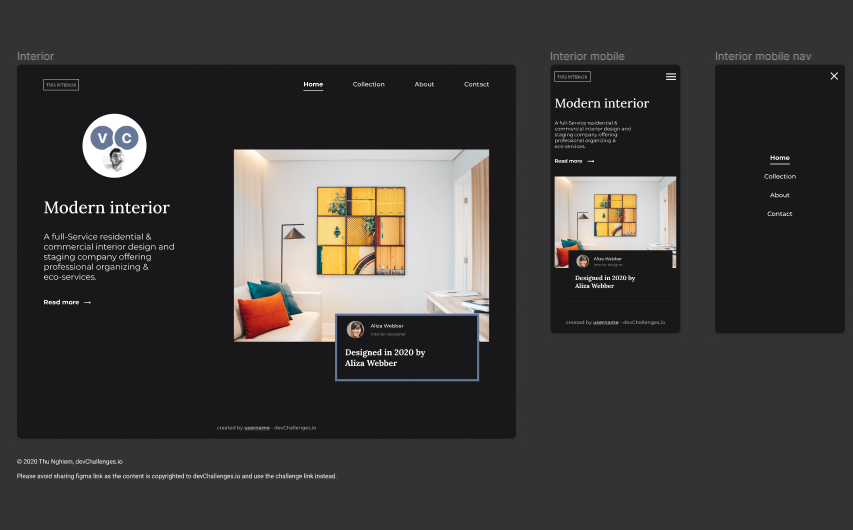 Interior
THIS INTERIOR
Home
Collection
About
Contact
V C
Modern interior
A full-Service residential &
commercial interior design and
staging company offering
professional organizing &
eco-services.
Read more →
Aliza Webber
Interior designer
Designed in 2020 by
Aliza Webber
created by username - devChallenges.io
Interior mobile
THIS INTERIOR
Modern interior
A full-Service residential &
commercial interior design and
staging company offering
professional organizing &
eco-services.
Read more →
Aliza Webber
Interior designer
Designed in 2020 by
Aliza Webber
created by username - devChallenges.io
Interior mobile nav
Home
Collection
About
Contact
© 2020 Thu Nghiem, devChallenges.io
Please avoid sharing figma link as the content is copyrighted to devChallenges.io and use the challenge link instead.